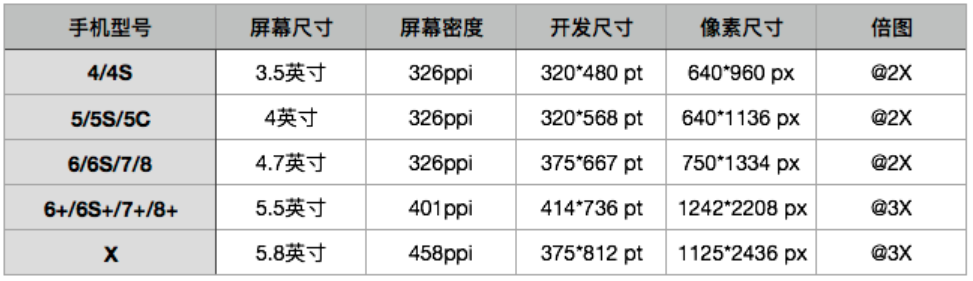 手机型号 屏幕尺寸 屏幕密度 开发尺寸 像素尺寸 倍图
4/4S 3.5英寸 326ppi 320*480 pt 640*960 px @2X
5/5S/5C 4英寸 326ppi 320*568 pt 640*1136 px @2X
6/6S/7/8 4.7英寸 326ppi 375*667 pt 750*1334 px @2X
6+/6S+/7+/8+ 5.5英寸 401ppi 414*736 pt 1242*2208 px @3X
X 5.8英寸 458ppi 375*812 pt 1125*2436 px @3X